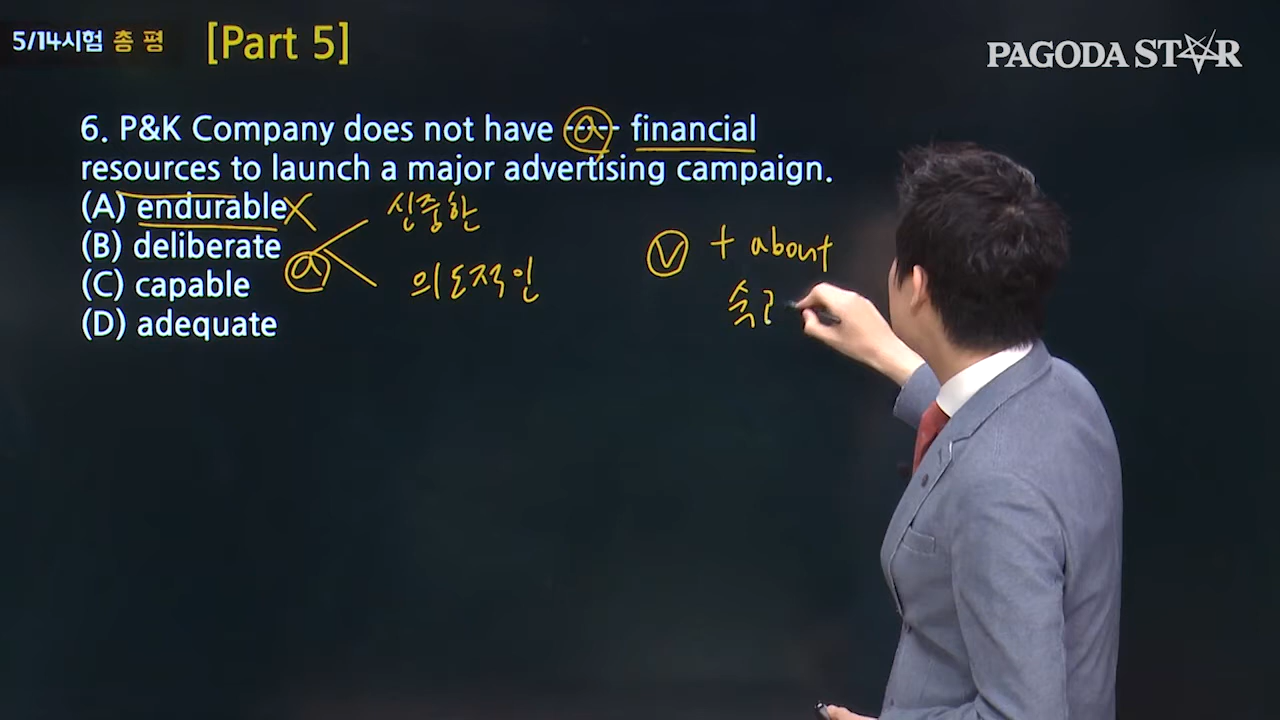 5/14시험 총평
[Part 5]
PAGODA STAR
6. P&K Company does not have ----- financial
resources to launch a major advertising campaign.
(A) endurable X
(B) deliberate
(C) capable
(D) adequate
ⓐ
ⓐ
신중한
의도적인
ⓥ + about
숙